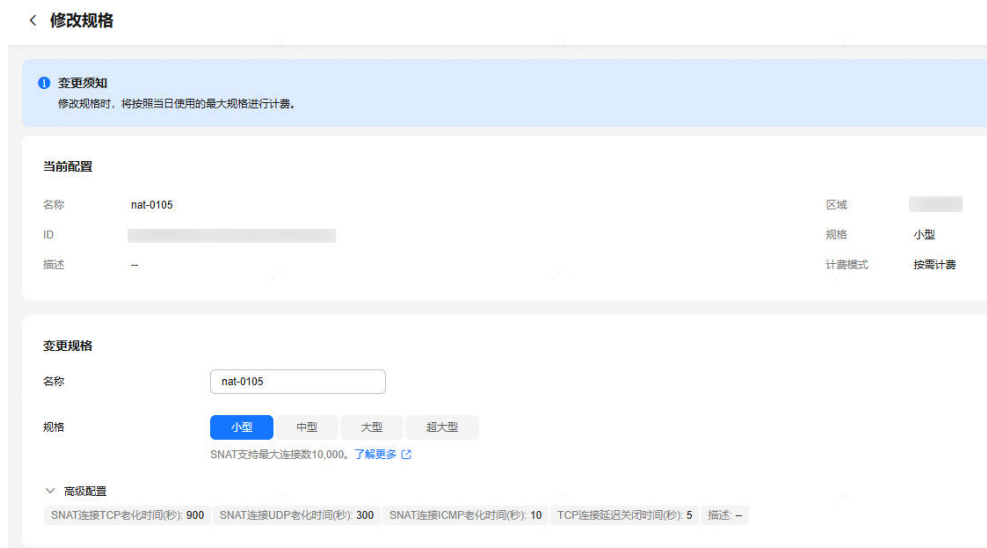 修改规格
变更须知
修改规格时，将按照当日使用的最大规格进行计费。
当前配置
名称 nat-0105 区域
ID 规格 小型
描述 -- 计费模式 按需计费
变更规格
名称 nat-0105
规格 小型 中型 大型 超大型
SNAT支持最大连接数10,000。了解更多
高级配置
SNAT连接TCP老化时间(秒): 900 SNAT连接UDP老化时间(秒): 300 SNAT连接ICMP老化时间(秒): 10 TCP连接延迟关闭时间(秒): 5 描述: --